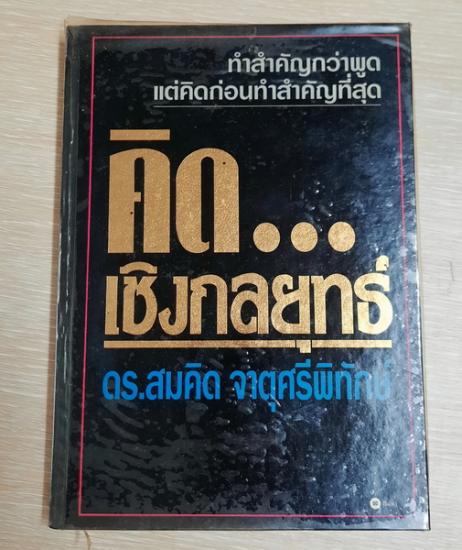 ทำสำคัญกว่าพูด
แต่คิดก่อนทำสำคัญที่สุด
คิด...
เชิงกลยุทธ์
ดร.สมคิด จาตุศรีพิทักษ์